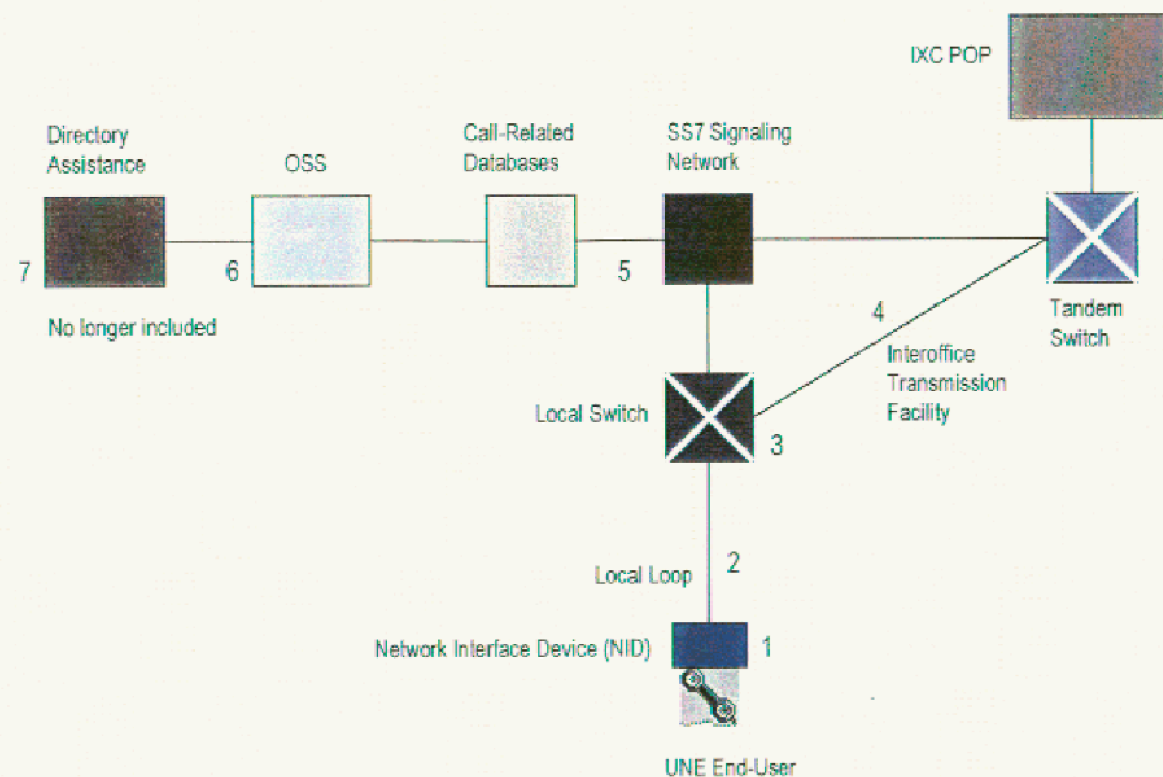 IXC POP
Directory
Assistance
OSS
Call-Related
Databases
SS7 Signaling
Network
7
6
5
No longer included
4
Tandem
Switch
Interoffice
Transmission
Facility
Local Switch
3
Local Loop
2
Network Interface Device (NID)
1
UNE End-User